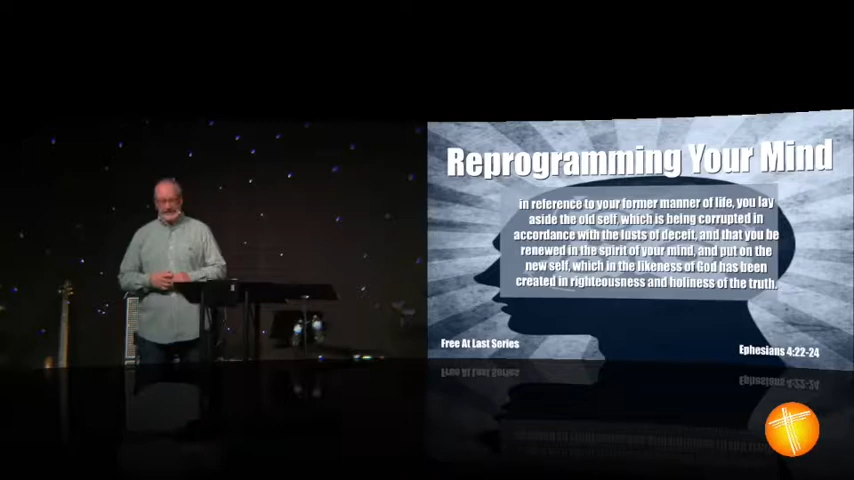 Reprogramming Your Mind
in reference to your former manner of life, you lay
aside the old self, which is being corrupted in
accordance with the lusts of deceit, and that you be
renewed in the spirit of your mind, and put on the
new self, which in the likeness of God has been
created in righteousness and holiness of the truth.
Free At Last Series
Ephesians 4:22-24